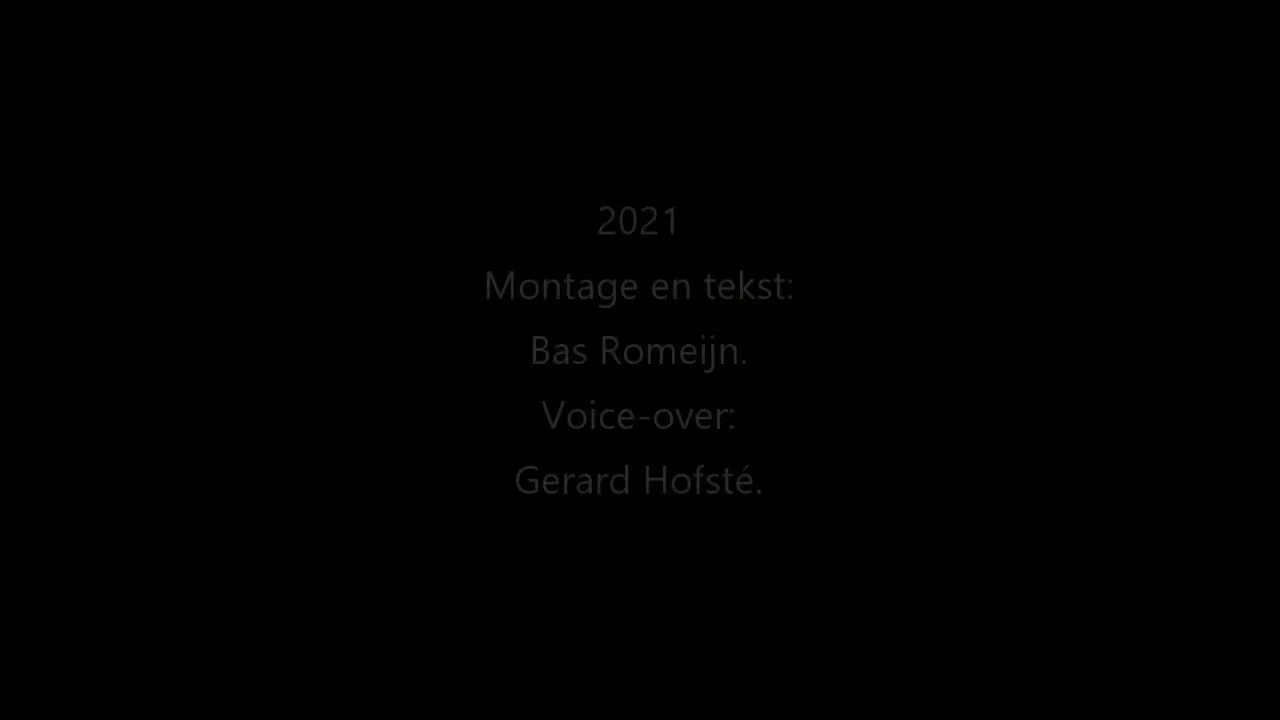 2021
Montage en tekst:
Bas Romeijn.
Voice-over:
Gerard Hofsté.